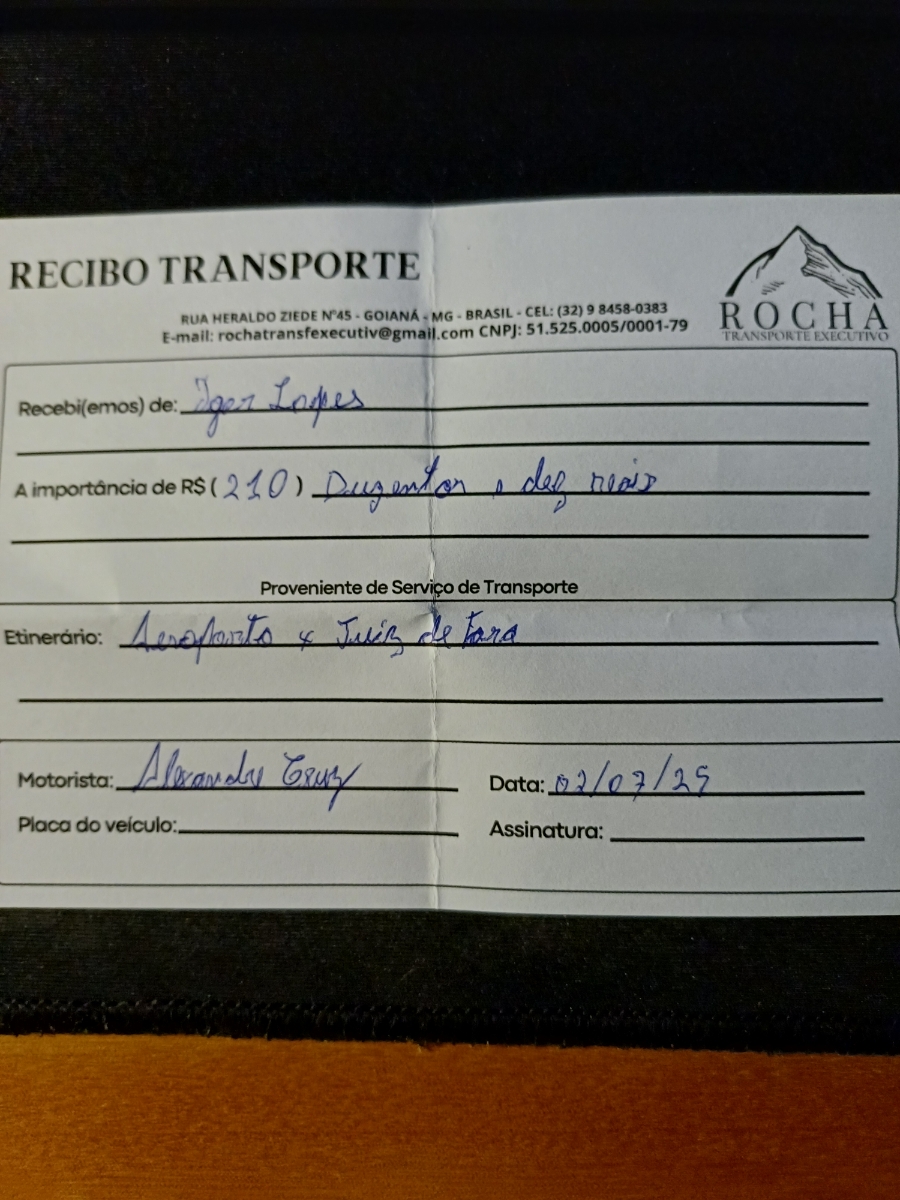 RECIBO TRANSPORTE
RUA HERALDO ZIEDE Nº45 - GOIANÁ - MG - BRASIL - CEL: (32) 9 8458-0383
E-mail: rochatransfexecutiv@gmail.com CNPJ: 51.525.0005/0001-79
ROCHA
TRANSPORTE EXECUTIVO
Recebi(emos) de: Igor Lopes
A importância de R$ (210) Duzentos e dez reais
Proveniente de Serviço de Transporte
Etinerário: Aeroporto x Juiz de Fora
Motorista: Alexandre Cruz
Data: 02/07/25
Placa do veículo:
Assinatura: